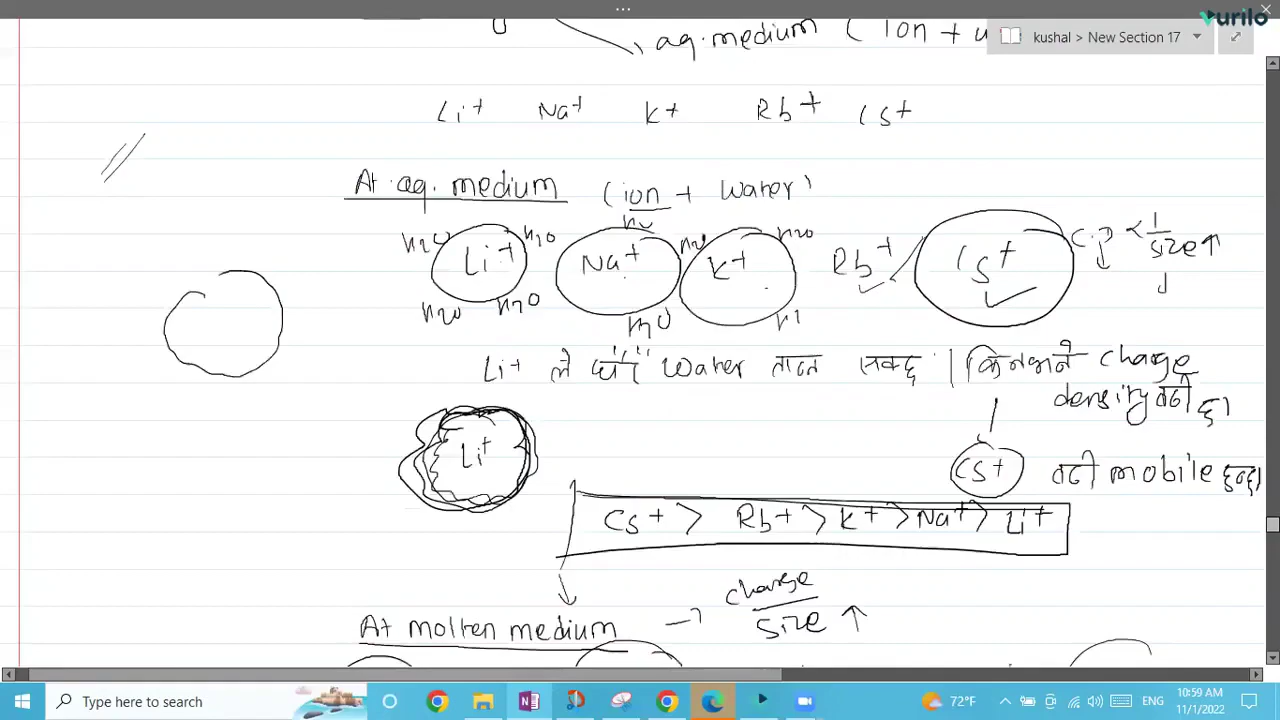 yurilo
kushal > New Section 17
aq. medium ( Ion +
Li+ Na+ K+ Rb+ Cs+
At aq. medium (ion + water)
H2O Li+ H2O H2O H2O
Na+ H2O
K+ H2O
Rb+ Cs+
∝ 1/size ↑
Li+ ले water तान्न सक्छ | किनभने charge density बढी छ।
Li+
Cs+ बढी mobile हुन्छ।
Cs+ > Rb+ > K+ > Na+ > Li+
At molten medium → charge/size ↑
Type here to search
72°F
ENG
10:59 AM
11/1/2022